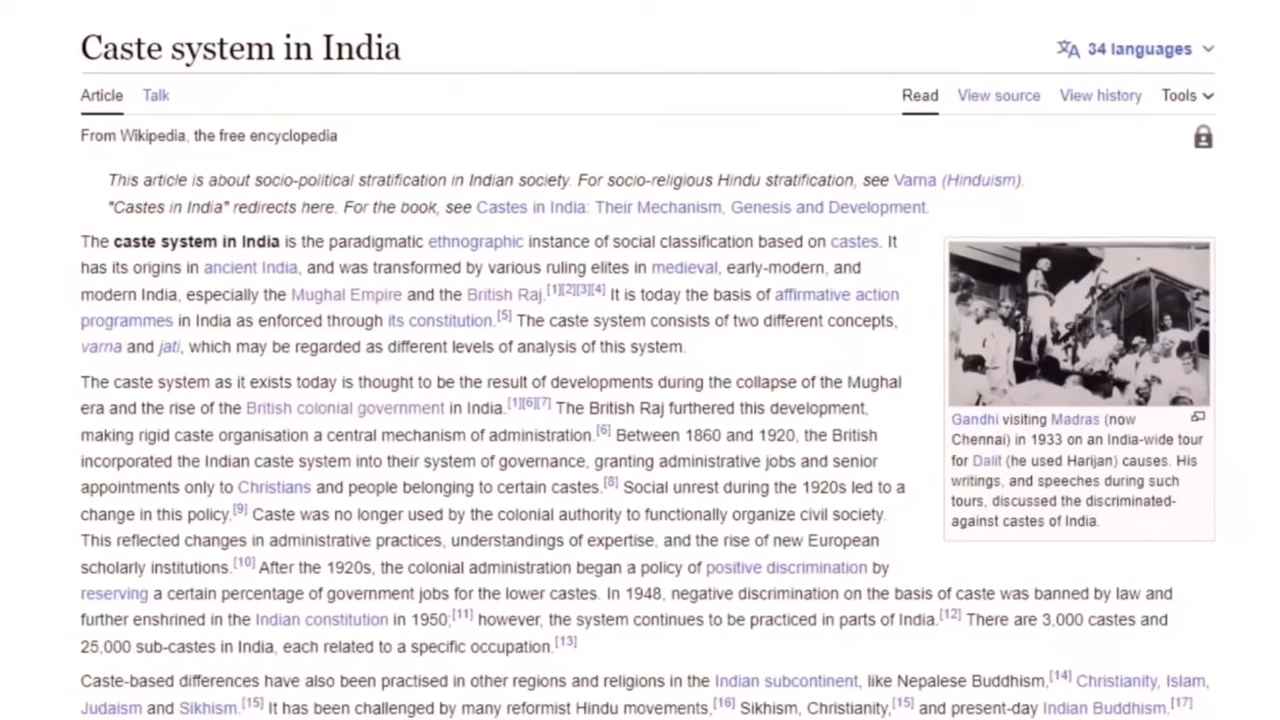 Caste system in India
34 languages
Article Talk Read View source View history Tools
From Wikipedia, the free encyclopedia
This article is about socio-political stratification in Indian society. For socio-religious Hindu stratification, see Varna (Hinduism).
"Castes in India" redirects here. For the book, see Castes in India: Their Mechanism, Genesis and Development.
The caste system in India is the paradigmatic ethnographic instance of social classification based on castes. It
has its origins in ancient India, and was transformed by various ruling elites in medieval, early-modern, and
modern India, especially the Mughal Empire and the British Raj.[1][2][3][4] It is today the basis of affirmative action
programmes in India as enforced through its constitution.[5] The caste system consists of two different concepts,
varna and jati, which may be regarded as different levels of analysis of this system.
The caste system as it exists today is thought to be the result of developments during the collapse of the Mughal
era and the rise of the British colonial government in India.[1][6][7] The British Raj furthered this development,
making rigid caste organisation a central mechanism of administration.[6] Between 1860 and 1920, the British
incorporated the Indian caste system into their system of governance, granting administrative jobs and senior
appointments only to Christians and people belonging to certain castes.[8] Social unrest during the 1920s led to a
change in this policy.[9] Caste was no longer used by the colonial authority to functionally organize civil society.
This reflected changes in administrative practices, understandings of expertise, and the rise of new European
scholarly institutions.[10] After the 1920s, the colonial administration began a policy of positive discrimination by
reserving a certain percentage of government jobs for the lower castes. In 1948, negative discrimination on the basis of caste was banned by law and
further enshrined in the Indian constitution in 1950;[11] however, the system continues to be practiced in parts of India.[12] There are 3,000 castes and
25,000 sub-castes in India, each related to a specific occupation.[13]
Caste-based differences have also been practised in other regions and religions in the Indian subcontinent, like Nepalese Buddhism,[14] Christianity, Islam,
Judaism and Sikhism.[15] It has been challenged by many reformist Hindu movements,[16] Sikhism, Christianity,[15] and present-day Indian Buddhism.[17]
Gandhi visiting Madras (now
Chennai) in 1933 on an India-wide tour
for Dalit (he used Harijan) causes. His
writings, and speeches during such
tours, discussed the discriminated-
against castes of India.